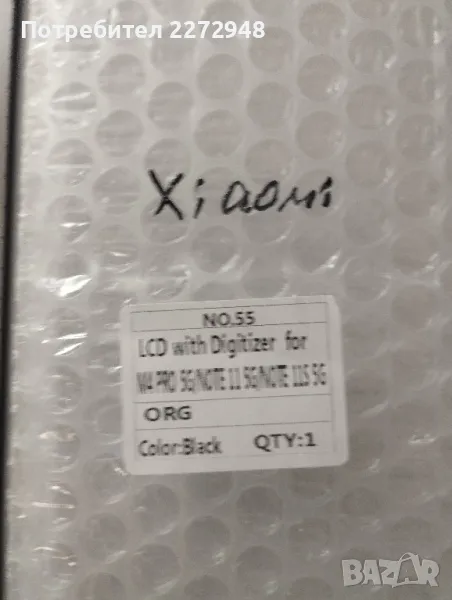 Потребител 2272948
Xiaomi
NO.55
LCD with Digitizer for
M4 PRO 5G/NOTE 11 5G/NOTE 11S 5G
ORG
Color:Black QTY:1
BAZAR